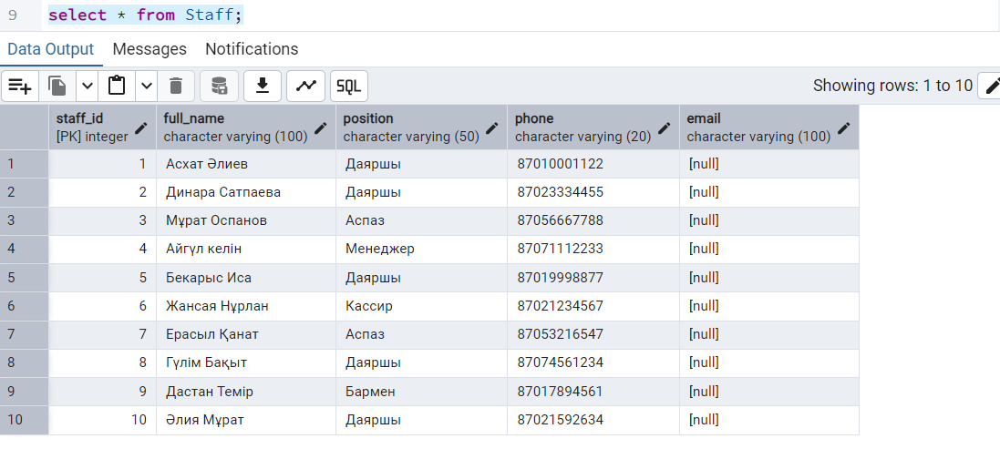 9 select * from Staff;
Data Output Messages Notifications
SQL Showing rows: 1 to 10
staff_id full_name position phone email
[PK] integer character varying (100) character varying (50) character varying (20) character varying (100)
1 1 Асхат Әлиев Даяршы 87010001122 [null]
2 2 Динара Сатпаева Даяршы 87023334455 [null]
3 3 Мұрат Оспанов Аспаз 87056667788 [null]
4 4 Айгүл келін Менеджер 87071112233 [null]
5 5 Бекарыс Иса Даяршы 87019998877 [null]
6 6 Жансая Нұрлан Кассир 87021234567 [null]
7 7 Ерасыл Қанат Аспаз 87053216547 [null]
8 8 Гүлім Бақыт Даяршы 87074561234 [null]
9 9 Дастан Темір Бармен 87017894561 [null]
10 10 Әлия Мұрат Даяршы 87021592634 [null]